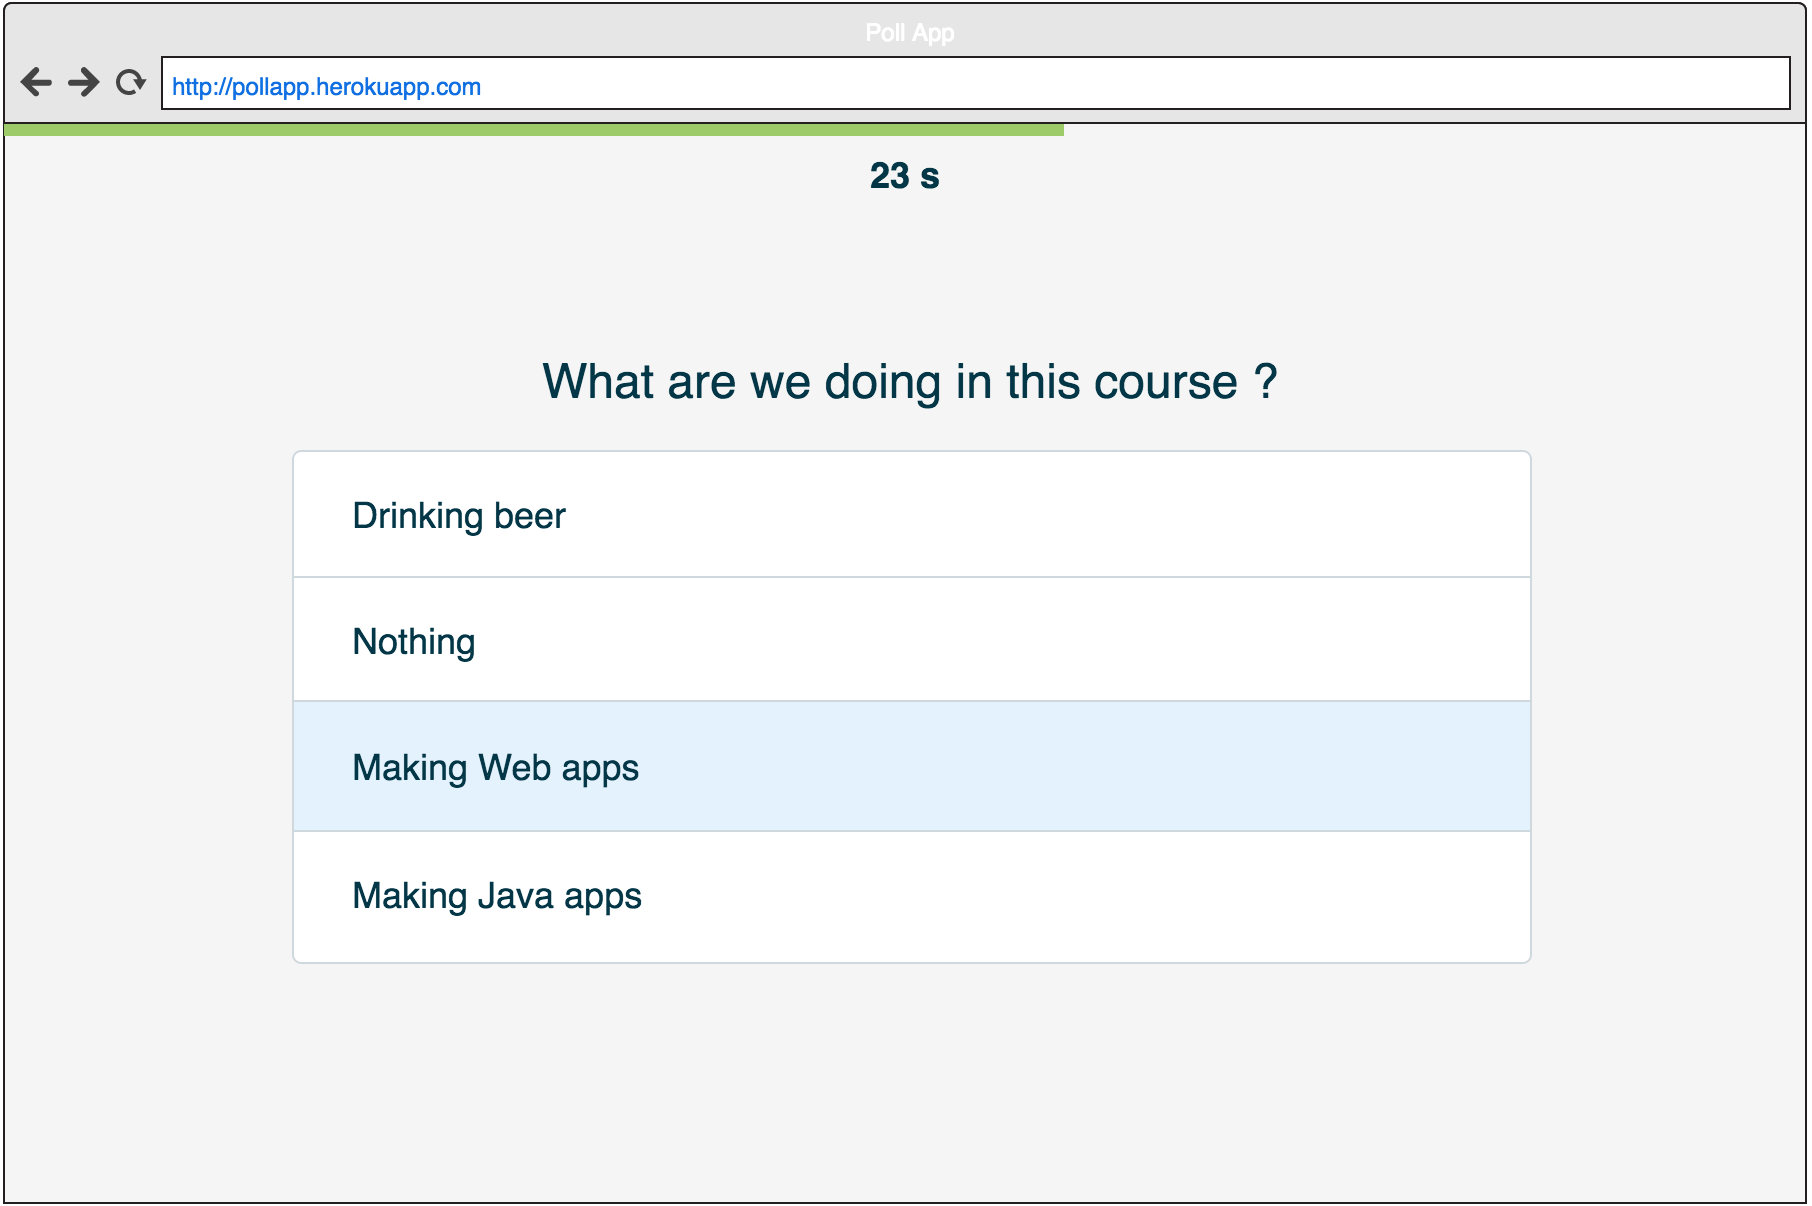 Poll App
http://pollapp.herokuapp.com
23 s
What are we doing in this course ?
Drinking beer
Nothing
Making Web apps
Making Java apps